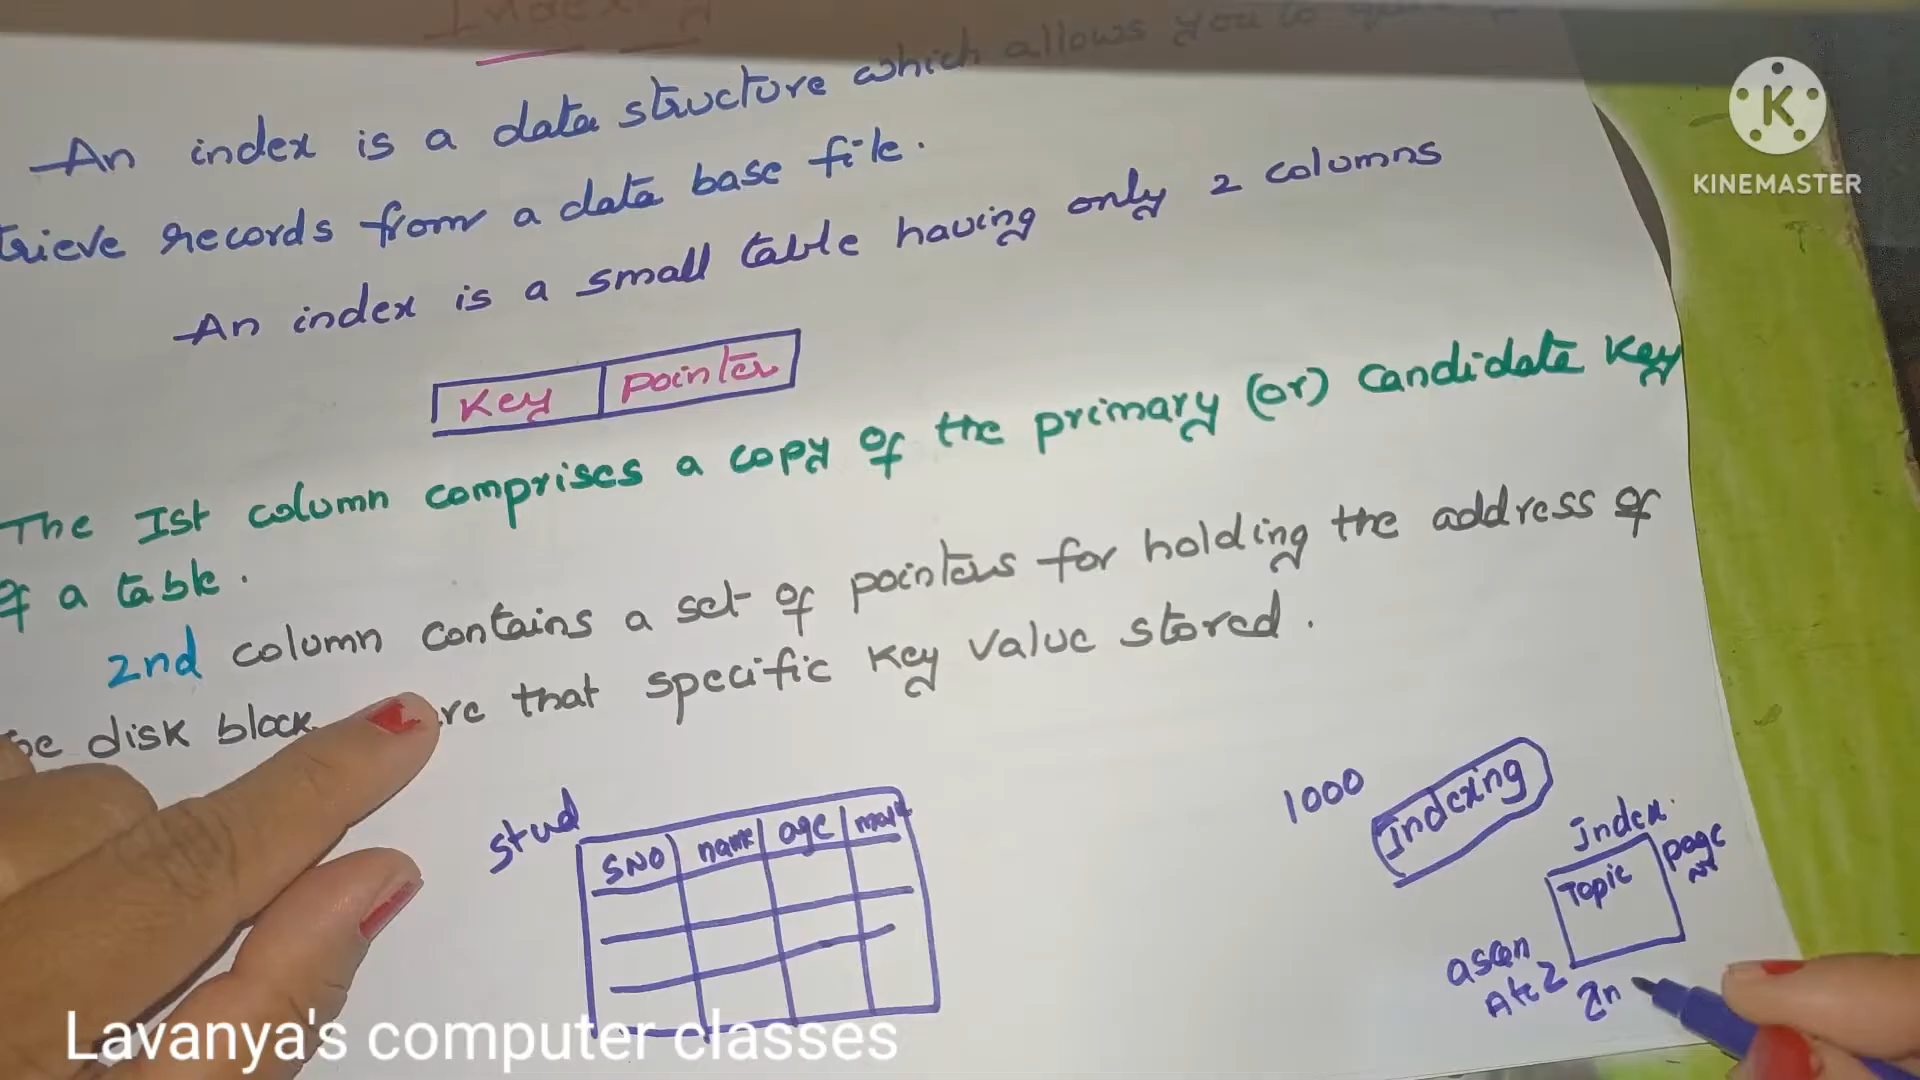 Indexing
An index is a data structure which allows you to
trieve records from a data base file.
An index is a small table having only 2 columns
Key pointer
The Ist column comprises a copy of the primary (or) candidate key
of a table.
2nd column contains a set of pointers for holding the address of
disk block that specific key value stored.
stud
SNO name age mark
1000
Indexing
Index.
Topic
page
ascen
A to Z
KINEMASTER
Lavanya's computer classes